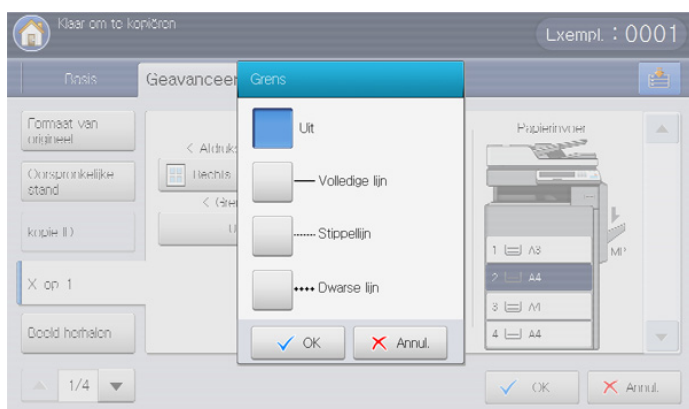 Klaar om te kopiëren
Exempl. : 0001
Basis
Geavanceer
Grens
Formaat van
origineel
Oorspronkelijke
stand
kopie ID
X op 1
Beeld herhalen
1/4
< Afdruks
Rechts
< Gren
U
Uit
Volledige lijn
Stippellijn
Dwarse lijn
OK
Annul.
Papierinvoer
MP
1 A3
2 A4
3 A4
4 A4
OK
Annul.